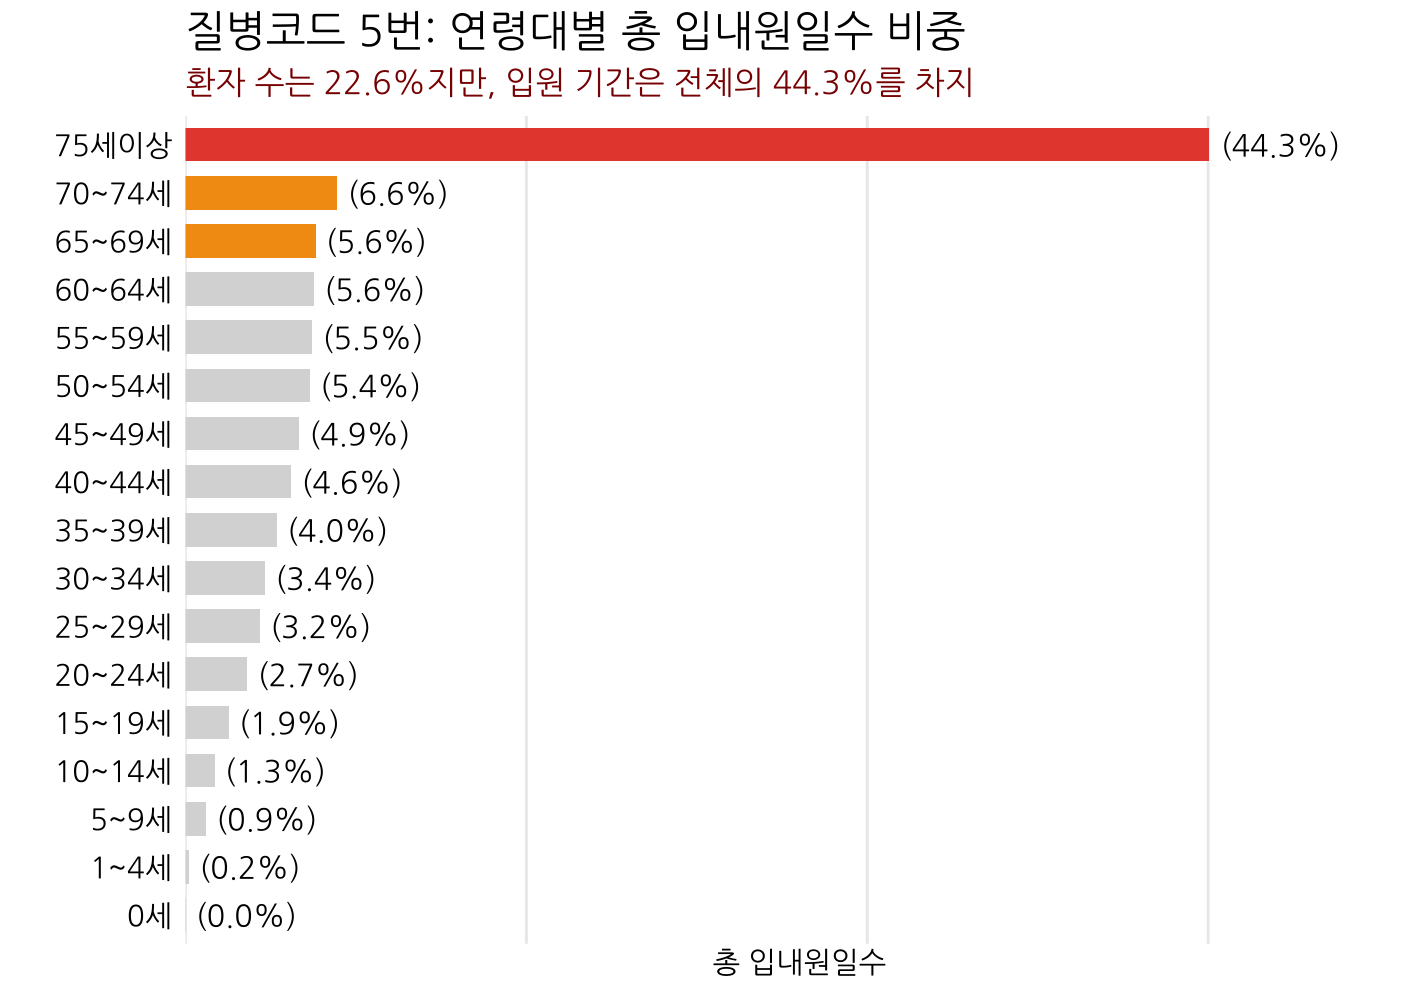 질병코드 5번: 연령대별 총 입내원일수 비중
환자 수는 22.6%지만, 입원 기간은 전체의 44.3%를 차지
75세이상 (44.3%)
70~74세 (6.6%)
65~69세 (5.6%)
60~64세 (5.6%)
55~59세 (5.5%)
50~54세 (5.4%)
45~49세 (4.9%)
40~44세 (4.6%)
35~39세 (4.0%)
30~34세 (3.4%)
25~29세 (3.2%)
20~24세 (2.7%)
15~19세 (1.9%)
10~14세 (1.3%)
5~9세 (0.9%)
1~4세 (0.2%)
0세 (0.0%)
총 입내원일수